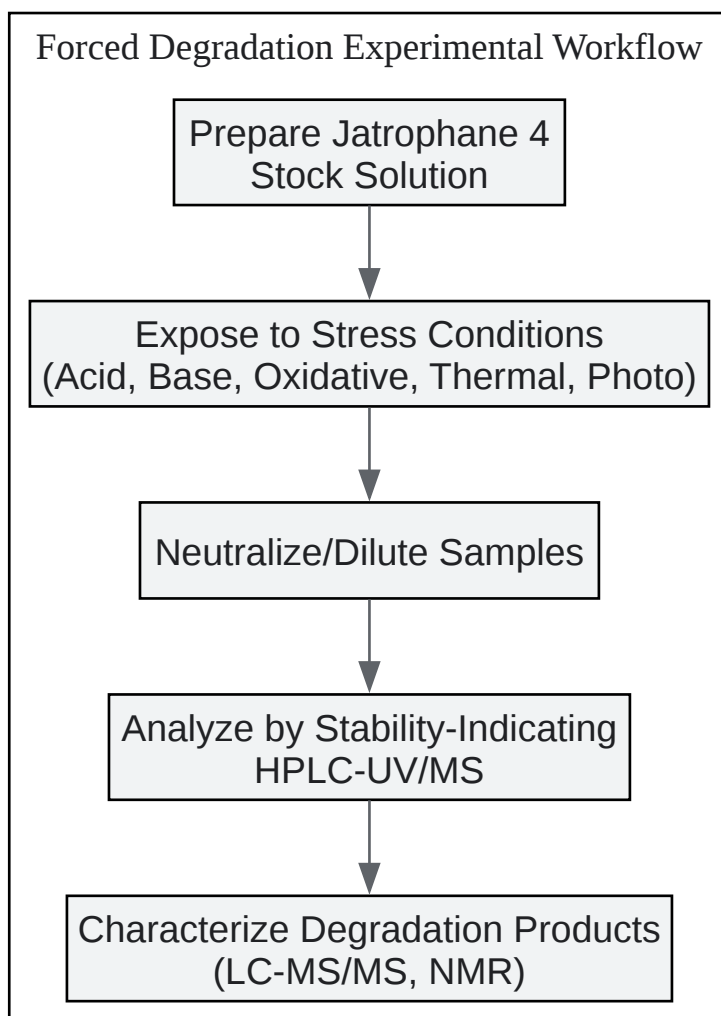 Forced Degradation Experimental Workflow
Prepare Jatrophane 4
Stock Solution
Expose to Stress Conditions
(Acid, Base, Oxidative, Thermal, Photo)
Neutralize/Dilute Samples
Analyze by Stability-Indicating
HPLC-UV/MS
Characterize Degradation Products
(LC-MS/MS, NMR)